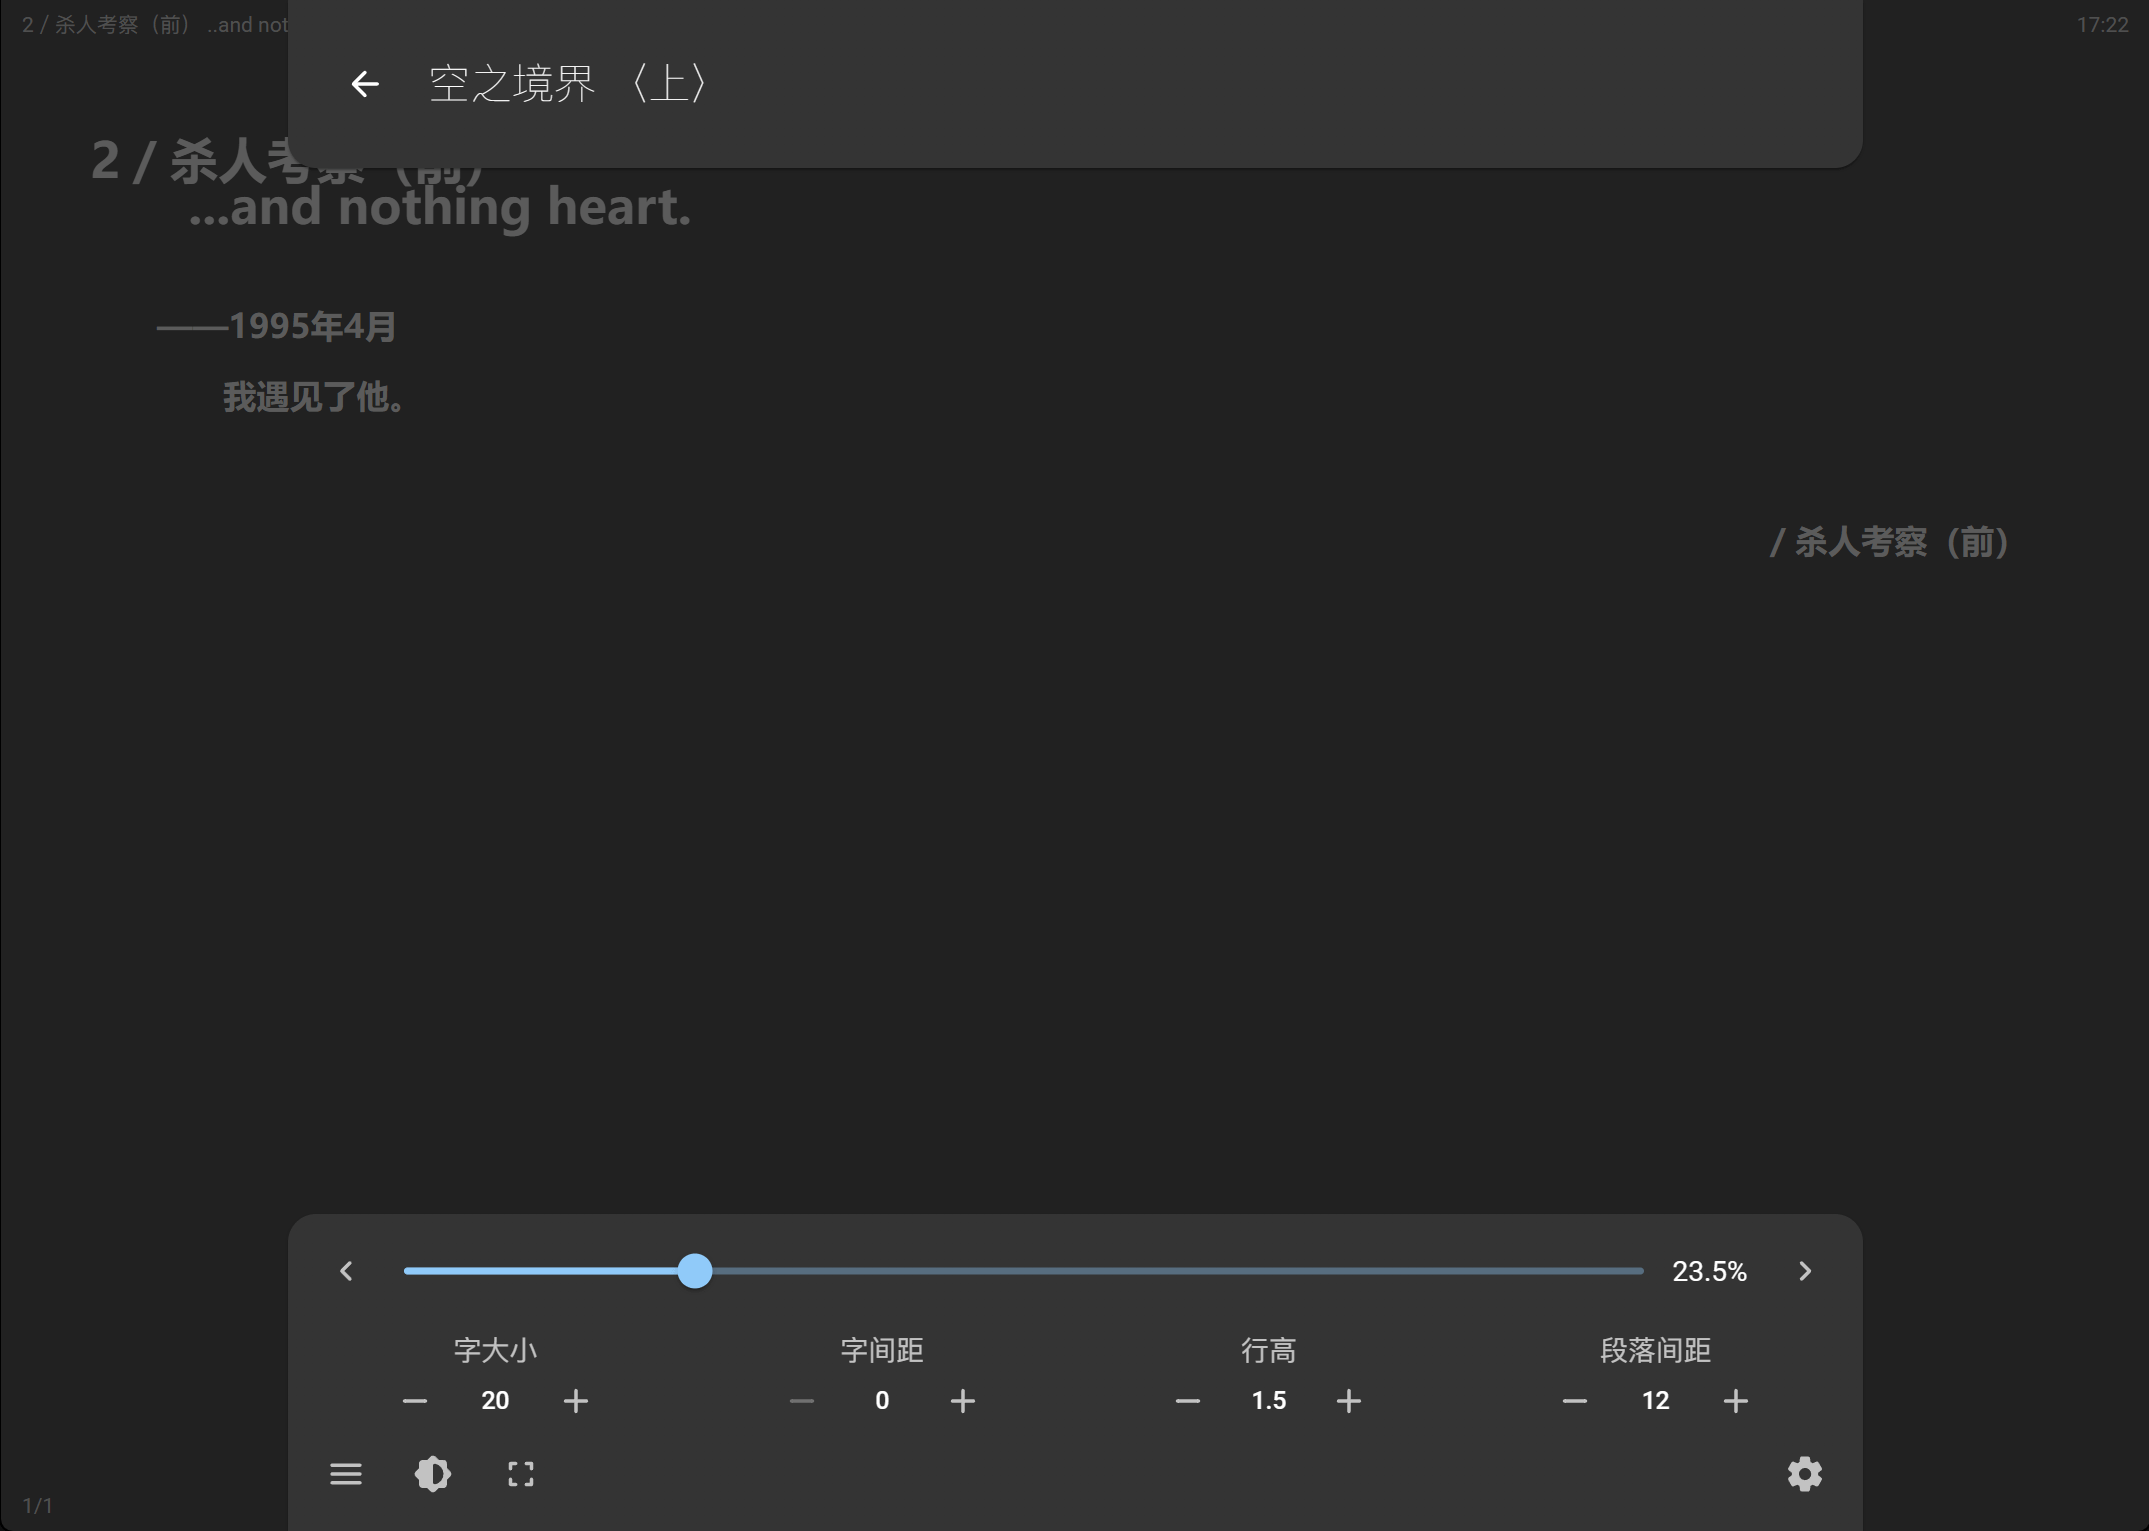 2 / 杀人考察（前） ..and not
17:22
空之境界 〈上〉
2 / 杀人考察（前）
...and nothing heart.
——1995年4月
我遇见了他。
/ 杀人考察（前）
23.5%
字大小
字间距
行高
段落间距
20
0
1.5
12
1/1